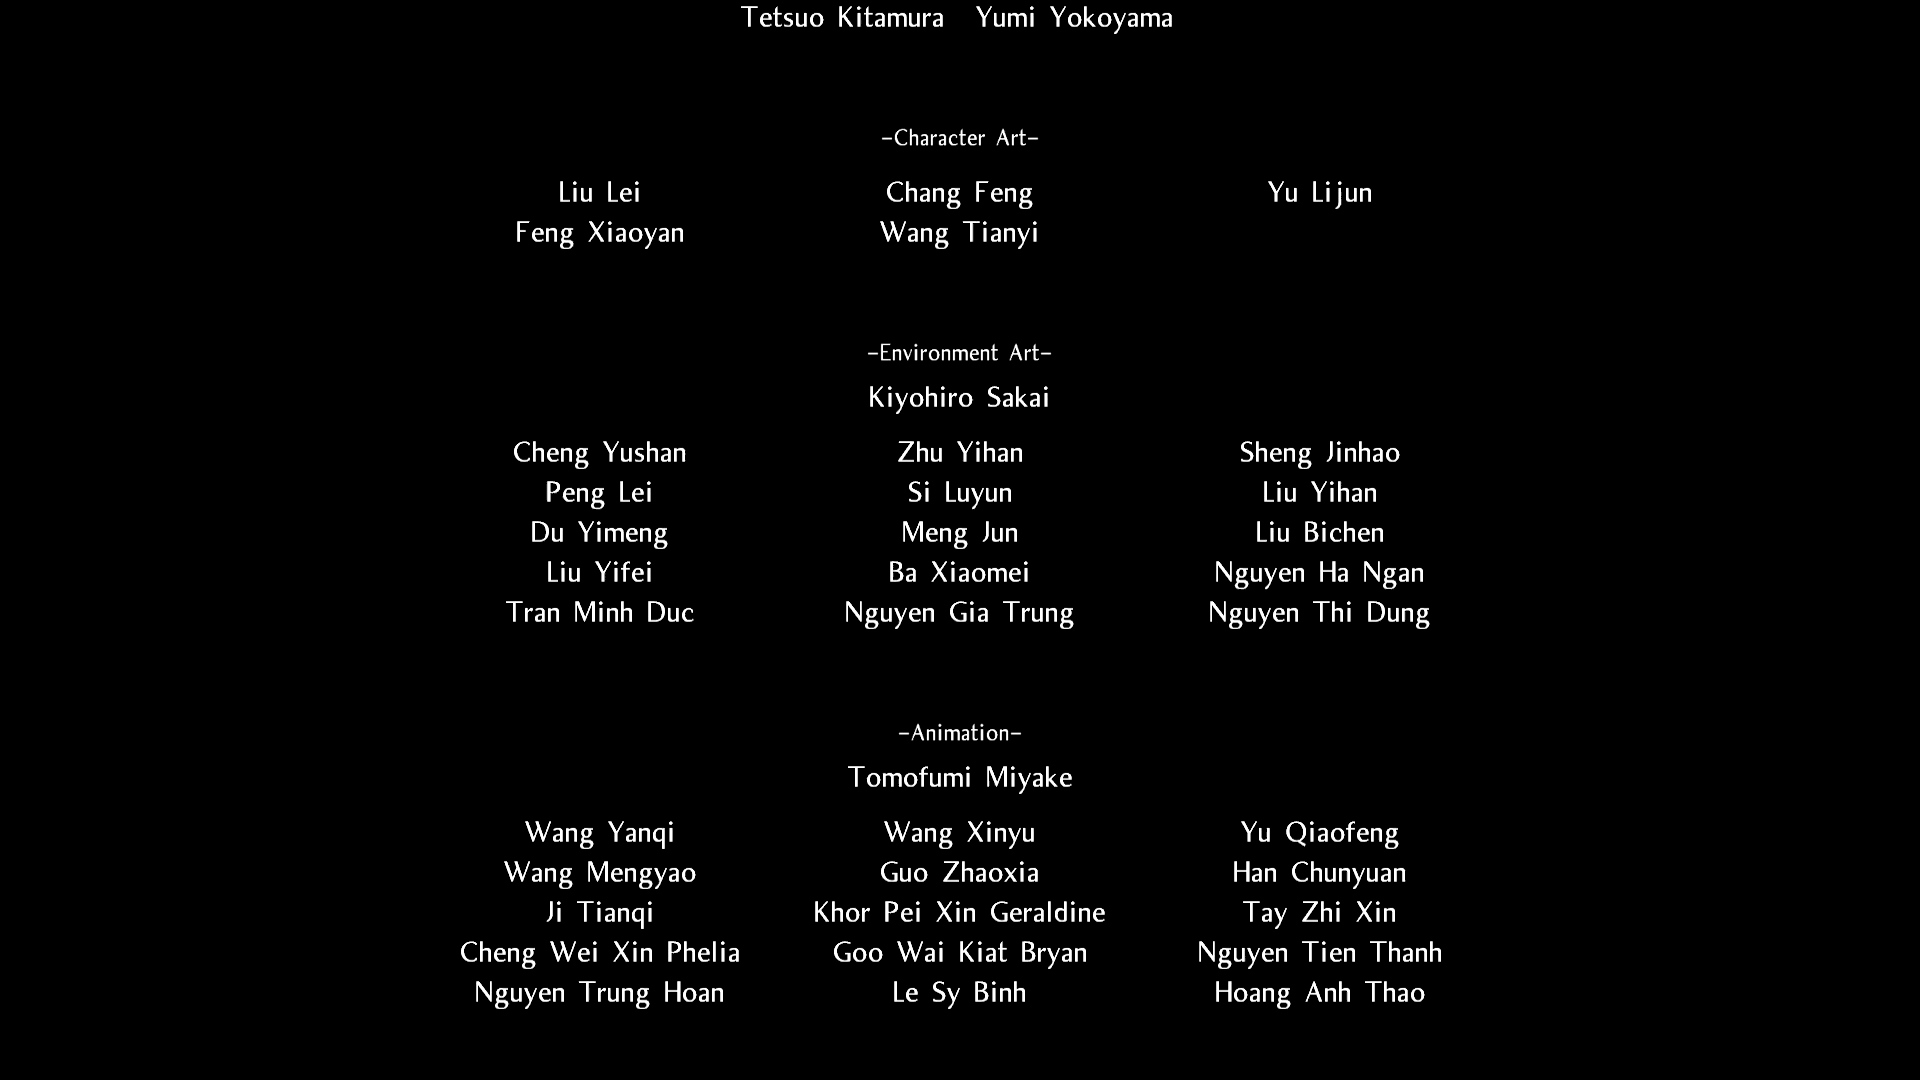 Tetsuo Kitamura Yumi Yokoyama
–Character Art–
Liu Lei Chang Feng Yu Lijun
Feng Xiaoyan Wang Tianyi
–Environment Art–
Kiyohiro Sakai
Cheng Yushan Zhu Yihan Sheng Jinhao
Peng Lei Si Luyun Liu Yihan
Du Yimeng Meng Jun Liu Bichen
Liu Yifei Ba Xiaomei Nguyen Ha Ngan
Tran Minh Duc Nguyen Gia Trung Nguyen Thi Dung
–Animation–
Tomofumi Miyake
Wang Yanqi Wang Xinyu Yu Qiaofeng
Wang Mengyao Guo Zhaoxia Han Chunyuan
Ji Tianqi Khor Pei Xin Geraldine Tay Zhi Xin
Cheng Wei Xin Phelia Goo Wai Kiat Bryan Nguyen Tien Thanh
Nguyen Trung Hoan Le Sy Binh Hoang Anh Thao